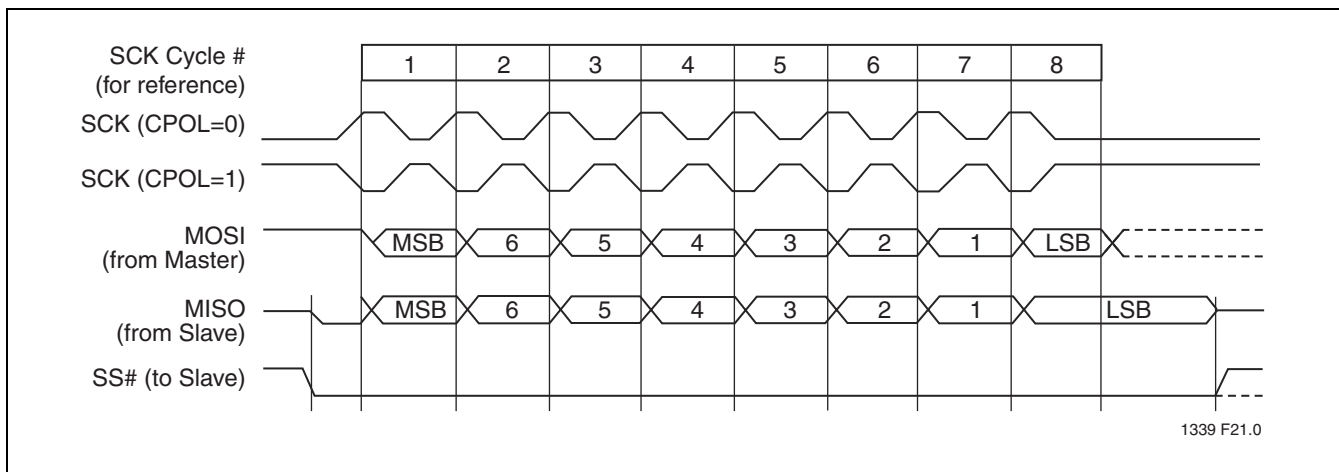 SCK Cycle #
(for reference)
1 2 3 4 5 6 7 8
SCK (CPOL=0)
SCK (CPOL=1)
MOSI
(from Master)
MSB 6 5 4 3 2 1 LSB
MISO
(from Slave)
MSB 6 5 4 3 2 1 LSB
SS# (to Slave)
1339 F21.0